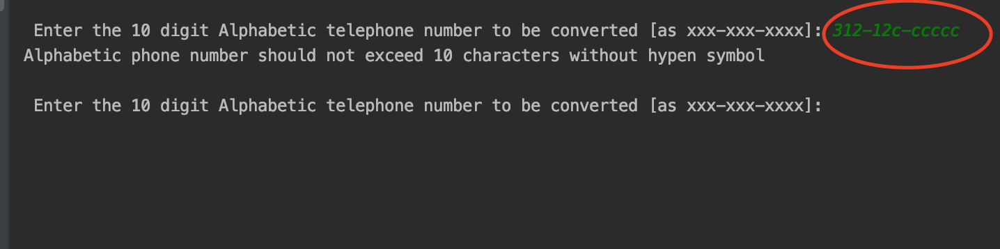 Enter the 10 digit Alphabetic telephone number to be converted [as xxx-xxx-xxxx]: 312-12c-ccccc
Alphabetic phone number should not exceed 10 characters without hypen symbol
Enter the 10 digit Alphabetic telephone number to be converted [as xxx-xxx-xxxx]: